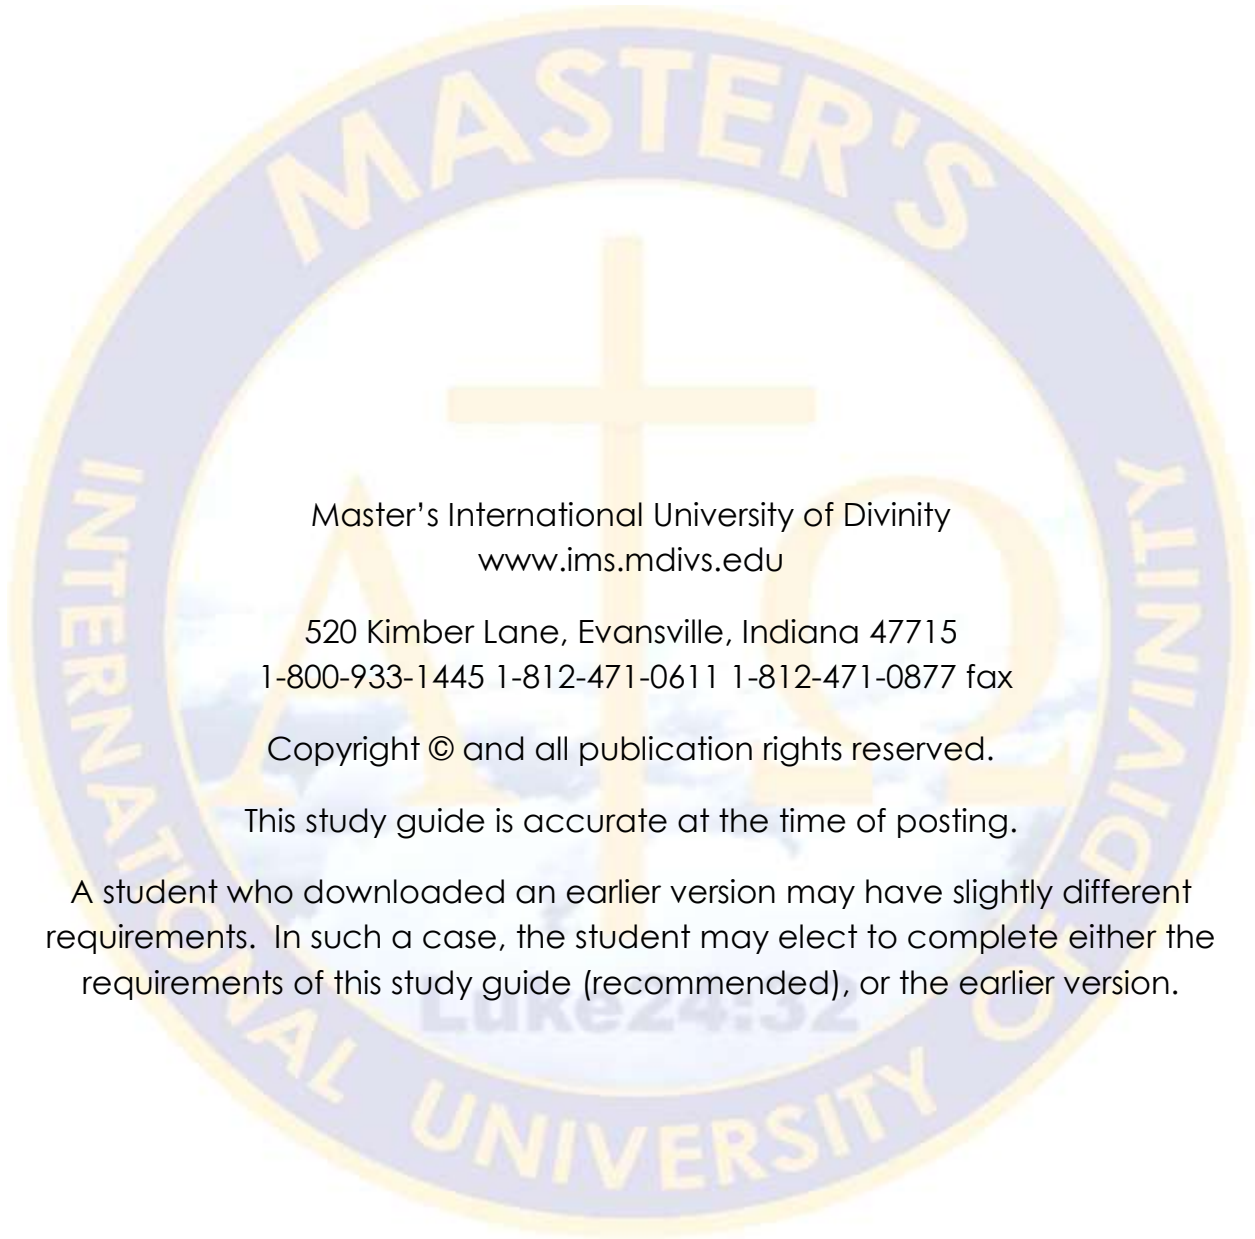 MASTER'S
INTERNATIONAL UNIVERSITY OF DIVINITY
Α Ω
Master’s International University of Divinity
www.ims.mdivs.edu
520 Kimber Lane, Evansville, Indiana 47715
1-800-933-1445 1-812-471-0611 1-812-471-0877 fax
Copyright © and all publication rights reserved.
This study guide is accurate at the time of posting.
A student who downloaded an earlier version may have slightly different
requirements.  In such a case, the student may elect to complete either the
requirements of this study guide (recommended), or the earlier version.
Luke24:32